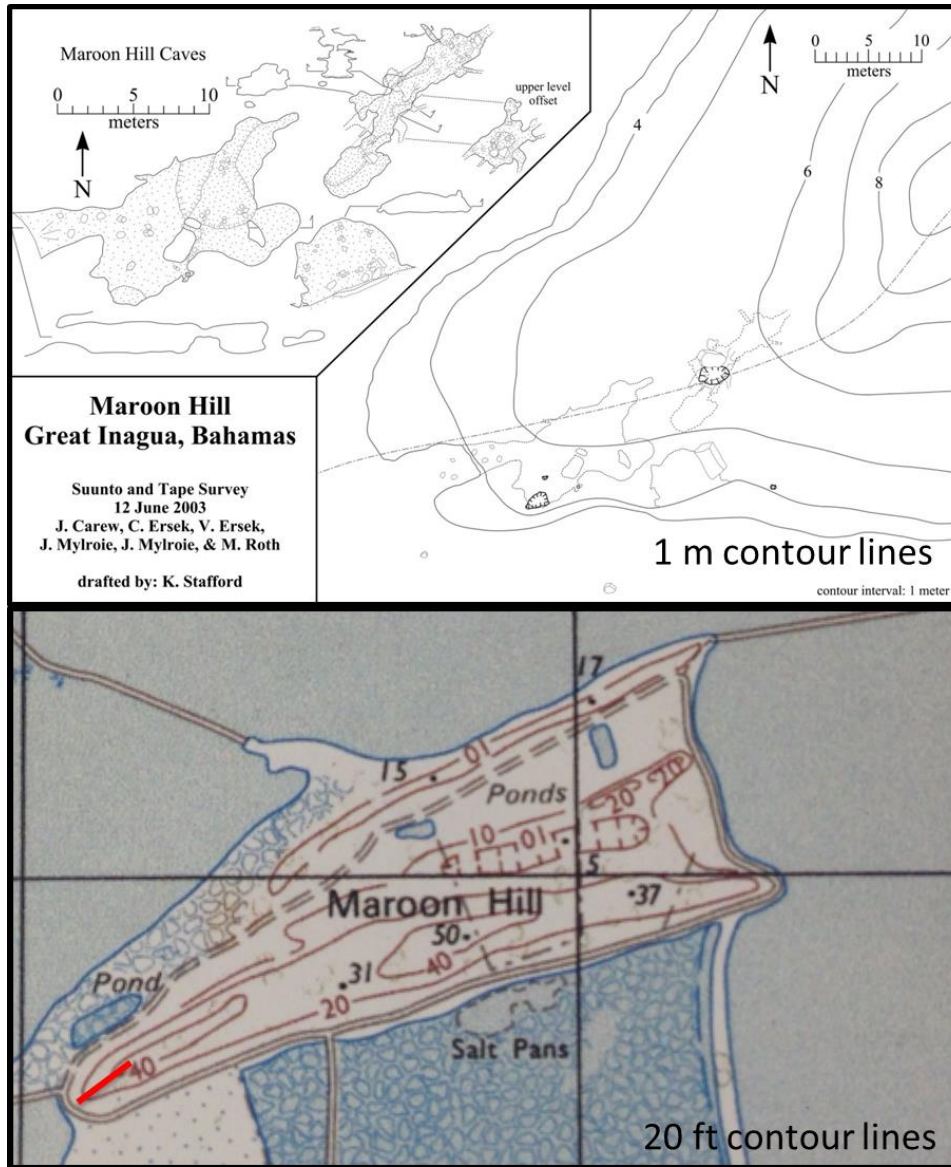 Maroon Hill Caves
0 5 10
meters
N
upper level
offset
Maroon Hill
Great Inagua, Bahamas
Suunto and Tape Survey
12 June 2003
J. Carew, C. Ersek, V. Ersek,
J. Mylroie, J. Mylroie, & M. Roth
drafted by: K. Stafford
N
0 5 10
meters
4
6
8
1 m contour lines
contour interval: 1 meter
17
10
15
Ponds
20
20
10
10
5
Maroon Hill
37
50
40
31
Pond
20
40
Salt Pans
20 ft contour lines